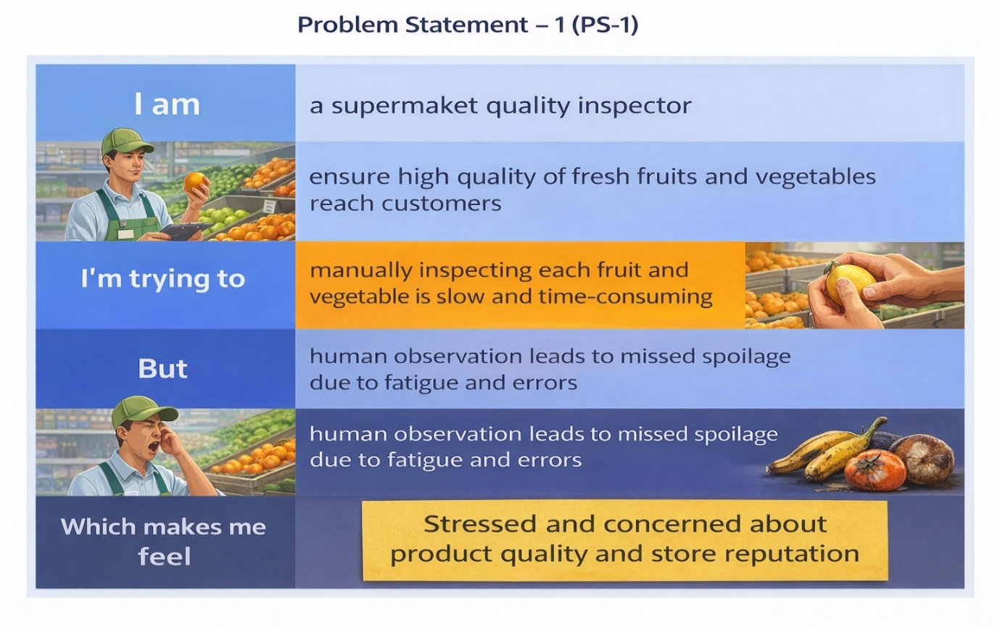 Problem Statement – 1 (PS-1)
I am
a supermaket quality inspector
ensure high quality of fresh fruits and vegetables
reach customers
I'm trying to
manually inspecting each fruit and
vegetable is slow and time-consuming
But
human observation leads to missed spoilage
due to fatigue and errors
human observation leads to missed spoilage
due to fatigue and errors
Which makes me
feel
Stressed and concerned about
product quality and store reputation